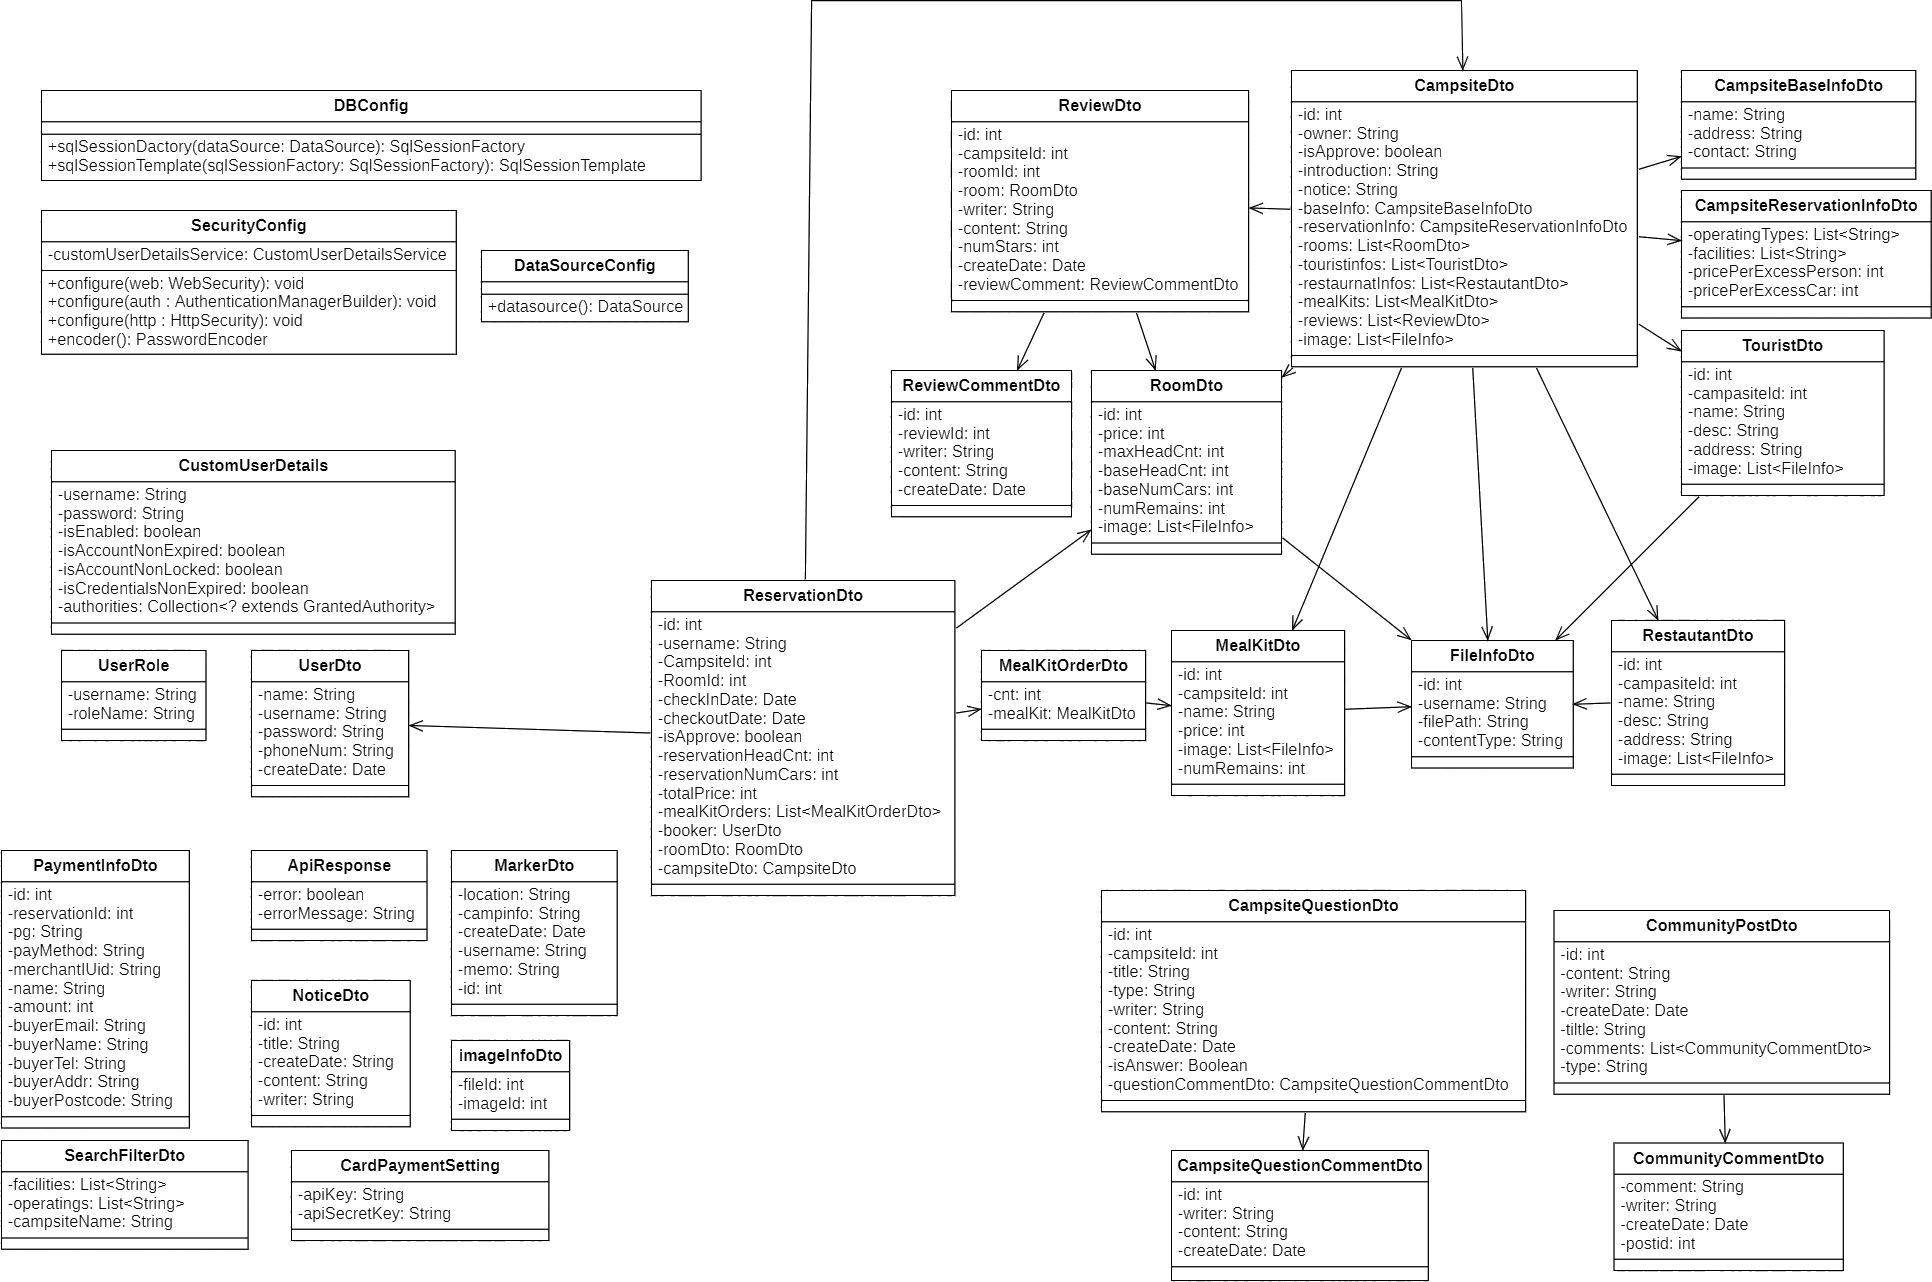 DBConfig
+sqlSessionDactory(dataSource: DataSource): SqlSessionFactory
+sqlSessionTemplate(sqlSessionFactory: SqlSessionFactory): SqlSessionTemplate
SecurityConfig
-customUserDetailsService: CustomUserDetailsService
+configure(web: WebSecurity): void
+configure(auth : AuthenticationManagerBuilder): void
+configure(http : HttpSecurity): void
+encoder(): PasswordEncoder
DataSourceConfig
+datasource(): DataSource
ReviewDto
-id: int
-campsiteId: int
-roomId: int
-room: RoomDto
-writer: String
-content: String
-numStars: int
-createDate: Date
-reviewComment: ReviewCommentDto
CampsiteDto
-id: int
-owner: String
-isApprove: boolean
-introduction: String
-notice: String
-baseInfo: CampsiteBaseInfoDto
-reservationInfo: CampsiteReservationInfoDto
-rooms: List<RoomDto>
-touristinfos: List<TouristDto>
-restaurnatInfos: List<RestautantDto>
-mealKits: List<MealKitDto>
-reviews: List<ReviewDto>
-image: List<FileInfo>
CampsiteBaseInfoDto
-name: String
-address: String
-contact: String
CampsiteReservationInfoDto
-operatingTypes: List<String>
-facilities: List<String>
-pricePerExcessPerson: int
-pricePerExcessCar: int
TouristDto
-id: int
-campasiteId: int
-name: String
-desc: String
-address: String
-image: List<FileInfo>
ReviewCommentDto
-id: int
-reviewId: int
-writer: String
-content: String
-createDate: Date
RoomDto
-id: int
-price: int
-maxHeadCnt: int
-baseHeadCnt: int
-baseNumCars: int
-numRemains: int
-image: List<FileInfo>
CustomUserDetails
-username: String
-password: String
-isEnabled: boolean
-isAccountNonExpired: boolean
-isAccountNonLocked: boolean
-isCredentialsNonExpired: boolean
-authorities: Collection<? extends GrantedAuthority>
UserRole
-username: String
-roleName: String
UserDto
-name: String
-username: String
-password: String
-phoneNum: String
-createDate: Date
ReservationDto
-id: int
-username: String
-CampsiteId: int
-RoomId: int
-checkInDate: Date
-checkoutDate: Date
-isApprove: boolean
-reservationHeadCnt: int
-reservationNumCars: int
-totalPrice: int
-mealKitOrders: List<MealKitOrderDto>
-booker: UserDto
-roomDto: RoomDto
-campsiteDto: CampsiteDto
MealKitOrderDto
-cnt: int
-mealKit: MealKitDto
MealKitDto
-id: int
-campsiteId: int
-name: String
-price: int
-image: List<FileInfo>
-numRemains: int
FileInfoDto
-id: int
-username: String
-filePath: String
-contentType: String
RestautantDto
-id: int
-campasiteId: int
-name: String
-desc: String
-address: String
-image: List<FileInfo>
PaymentInfoDto
-id: int
-reservationId: int
-pg: String
-payMethod: String
-merchantIUid: String
-name: String
-amount: int
-buyerEmail: String
-buyerName: String
-buyerTel: String
-buyerAddr: String
-buyerPostcode: String
ApiResponse
-error: boolean
-errorMessage: String
MarkerDto
-location: String
-campinfo: String
-createDate: Date
-username: String
-memo: String
-id: int
NoticeDto
-id: int
-title: String
-createDate: String
-content: String
-writer: String
imageInfoDto
-fileId: int
-imageId: int
SearchFilterDto
-facilities: List<String>
-operatings: List<String>
-campsiteName: String
CardPaymentSetting
-apiKey: String
-apiSecretKey: String
CampsiteQuestionDto
-id: int
-campsiteId: int
-title: String
-type: String
-writer: String
-content: String
-createDate: Date
-isAnswer: Boolean
-questionCommentDto: CampsiteQuestionCommentDto
CommunityPostDto
-id: int
-content: String
-writer: String
-createDate: Date
-tiltle: String
-comments: List<CommunityCommentDto>
-type: String
CampsiteQuestionCommentDto
-id: int
-writer: String
-content: String
-createDate: Date
CommunityCommentDto
-comment: String
-writer: String
-createDate: Date
-postid: int